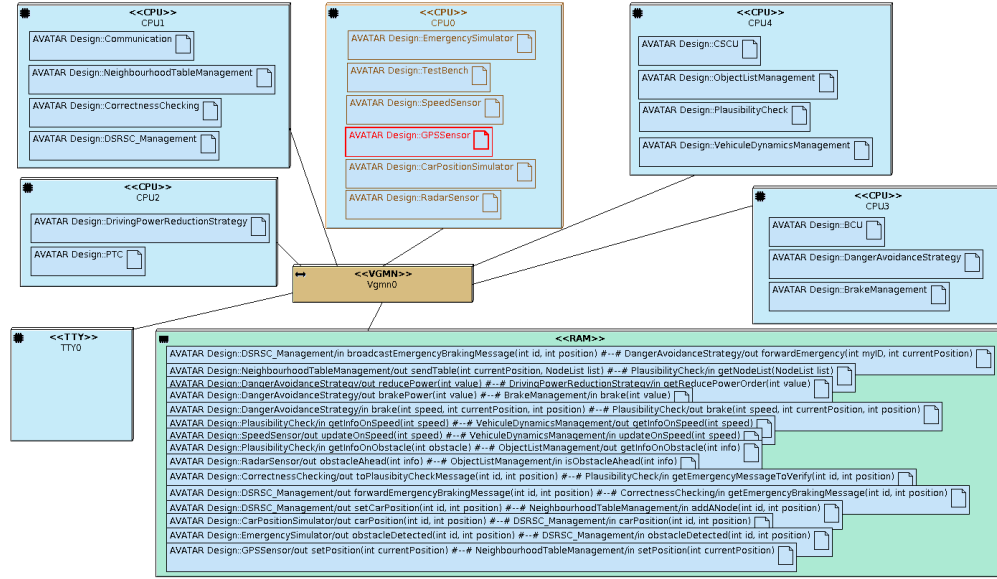 <<CPU>>
CPU1
AVATAR Design::Communication
AVATAR Design::NeighbourhoodTableManagement
AVATAR Design::CorrectnessChecking
AVATAR Design::DSRSC_Management
<<CPU>>
CPU0
AVATAR Design::EmergencySimulator
AVATAR Design::TestBench
AVATAR Design::SpeedSensor
AVATAR Design::GPSSensor
AVATAR Design::CarPositionSimulator
AVATAR Design::RadarSensor
<<CPU>>
CPU4
AVATAR Design::CSCU
AVATAR Design::ObjectListManagement
AVATAR Design::PlausibilityCheck
AVATAR Design::VehiculeDynamicsManagement
<<CPU>>
CPU2
AVATAR Design::DrivingPowerReductionStrategy
AVATAR Design::PTC
<<CPU>>
CPU3
AVATAR Design::BCU
AVATAR Design::DangerAvoidanceStrategy
AVATAR Design::BrakeManagement
<<VGMN>>
Vgmn0
<<TTY>>
TTY0
<<RAM>>
AVATAR Design::DSRSC_Management/in broadcastEmergencyBrakingMessage(int id, int position) #--# DangerAvoidanceStrategy/out forwardEmergency(int myID, int currentPosition)
AVATAR Design::NeighbourhoodTableManagement/out sendTable(int position, NodeList list) #--# PlausibilityCheck/in getNodeList(NodeList list)
AVATAR Design::DangerAvoidanceStrategy/out reducePower(int value) #--# DrivingPowerReductionStrategy/in getReducePowerOrder(int value)
AVATAR Design::DangerAvoidanceStrategy/out brakePower(int value) #--# BrakeManagement/in brake(int value)
AVATAR Design::DangerAvoidanceStrategy/in brake(int speed, int currentPosition, int position) #--# PlausibilityCheck/out brake(int speed, int currentPosition, int position)
AVATAR Design::PlausibilityCheck/in getInfoOnSpeed(int speed) #--# VehiculeDynamicsManagement/out getInfoOnSpeed(int speed)
AVATAR Design::SpeedSensor/out updateOnSpeed(int speed) #--# VehiculeDynamicsManagement/in updateOnSpeed(int speed)
AVATAR Design::PlausibilityCheck/in getInfoOnObstacle(int obstacle) #--# ObjectListManagement/out getInfoOnObstacle(int info)
AVATAR Design::RadarSensor/out obstacleAhead(int info) #--# ObjectListManagement/in isObstacleAhead(int info)
AVATAR Design::CorrectnessChecking/out toPlausibilityCheckMessage(int id, int position) #--# PlausibilityCheck/in getEmergencyMessageToVerify(int id, int position)
AVATAR Design::DSRSC_Management/out forwardEmergencyBrakingMessage(int id, int position) #--# CorrectnessChecking/in getEmergencyBrakingMessage(int id, int position)
AVATAR Design::DSRSC_Management/out setCarPosition(int id, int position) #--# NeighbourhoodTableManagement/in addANode(int id, int position)
AVATAR Design::CarPositionSimulator/out carPosition(int id, int position) #--# DSRSC_Management/in carPosition(int id, int position)
AVATAR Design::EmergencySimulator/out obstacleDetected(int id, int position) #--# DSRSC_Management/in obstacleDetected(int id, int position)
AVATAR Design::GPSSensor/out setPosition(int currentPosition) #--# NeighbourhoodTableManagement/in setPosition(int currentPosition)